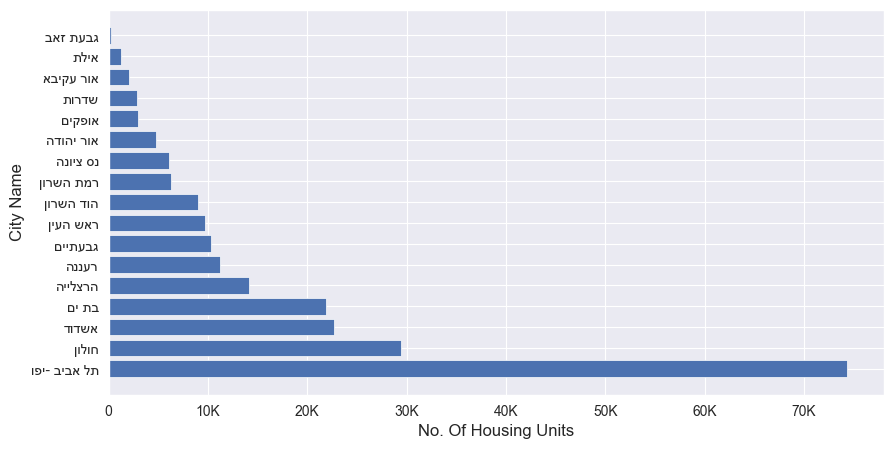 גבעת זאב
אילת
אור עקיבא
שדרות
אופקים
אור יהודה
נס ציונה
רמת השרון
הוד השרון
ראש העין
גבעתיים
רעננה
הרצלייה
בת ים
אשדוד
חולון
תל אביב -יפו
City Name
0 10K 20K 30K 40K 50K 60K 70K
No. Of Housing Units